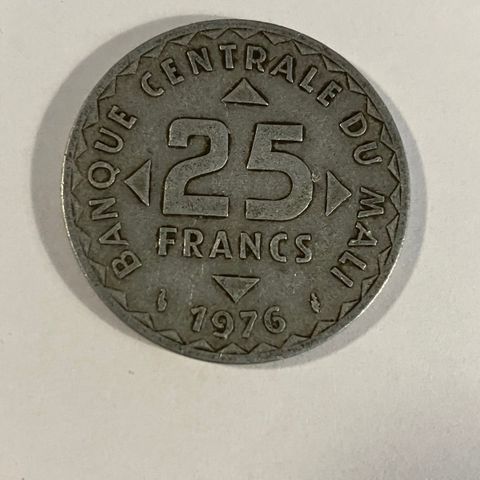 BANQUE CENTRALE DU MALI
25
FRANCS
1976